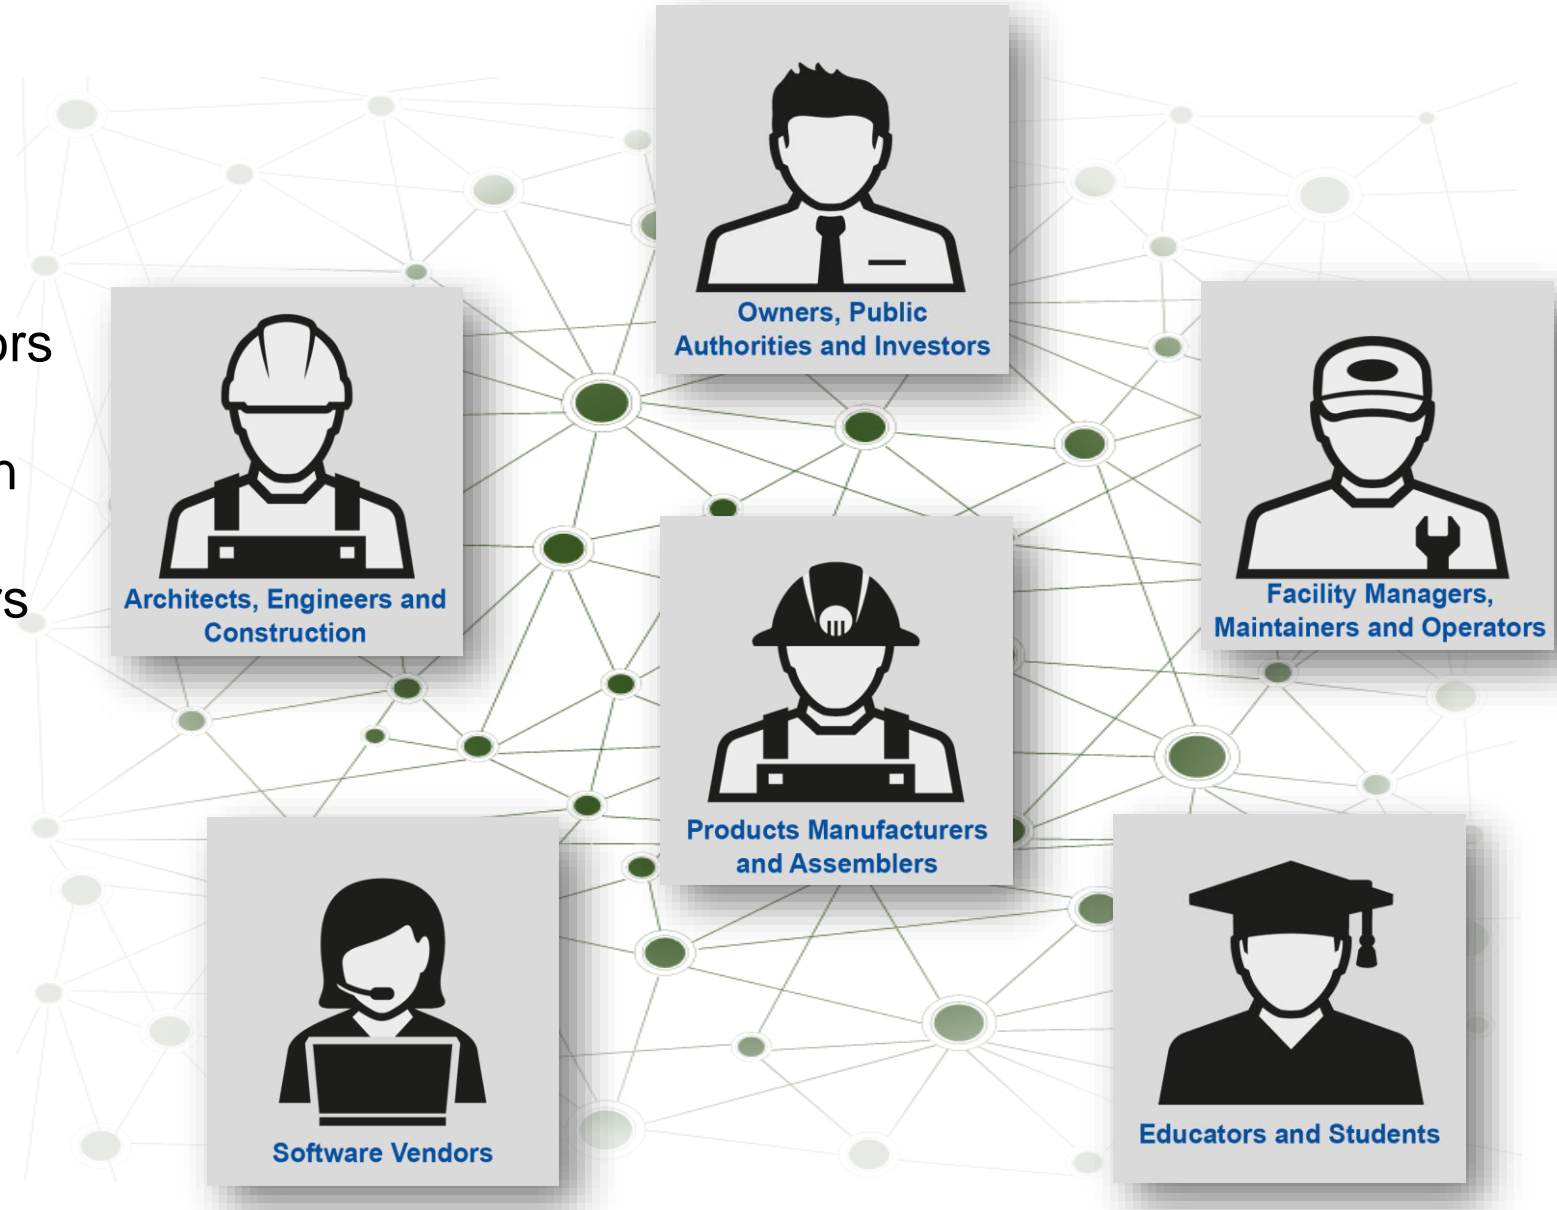 Owners, Public
Authorities and Investors
Architects, Engineers and
Construction
Facility Managers,
Maintainers and Operators
Products Manufacturers
and Assemblers
Software Vendors
Educators and Students